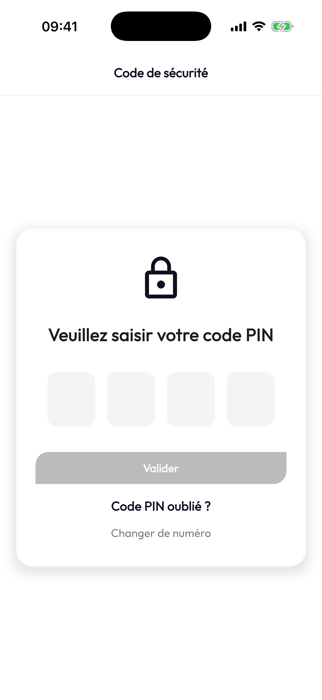 09:41
Code de sécurité
Veuillez saisir votre code PIN
Valider
Code PIN oublié ?
Changer de numéro